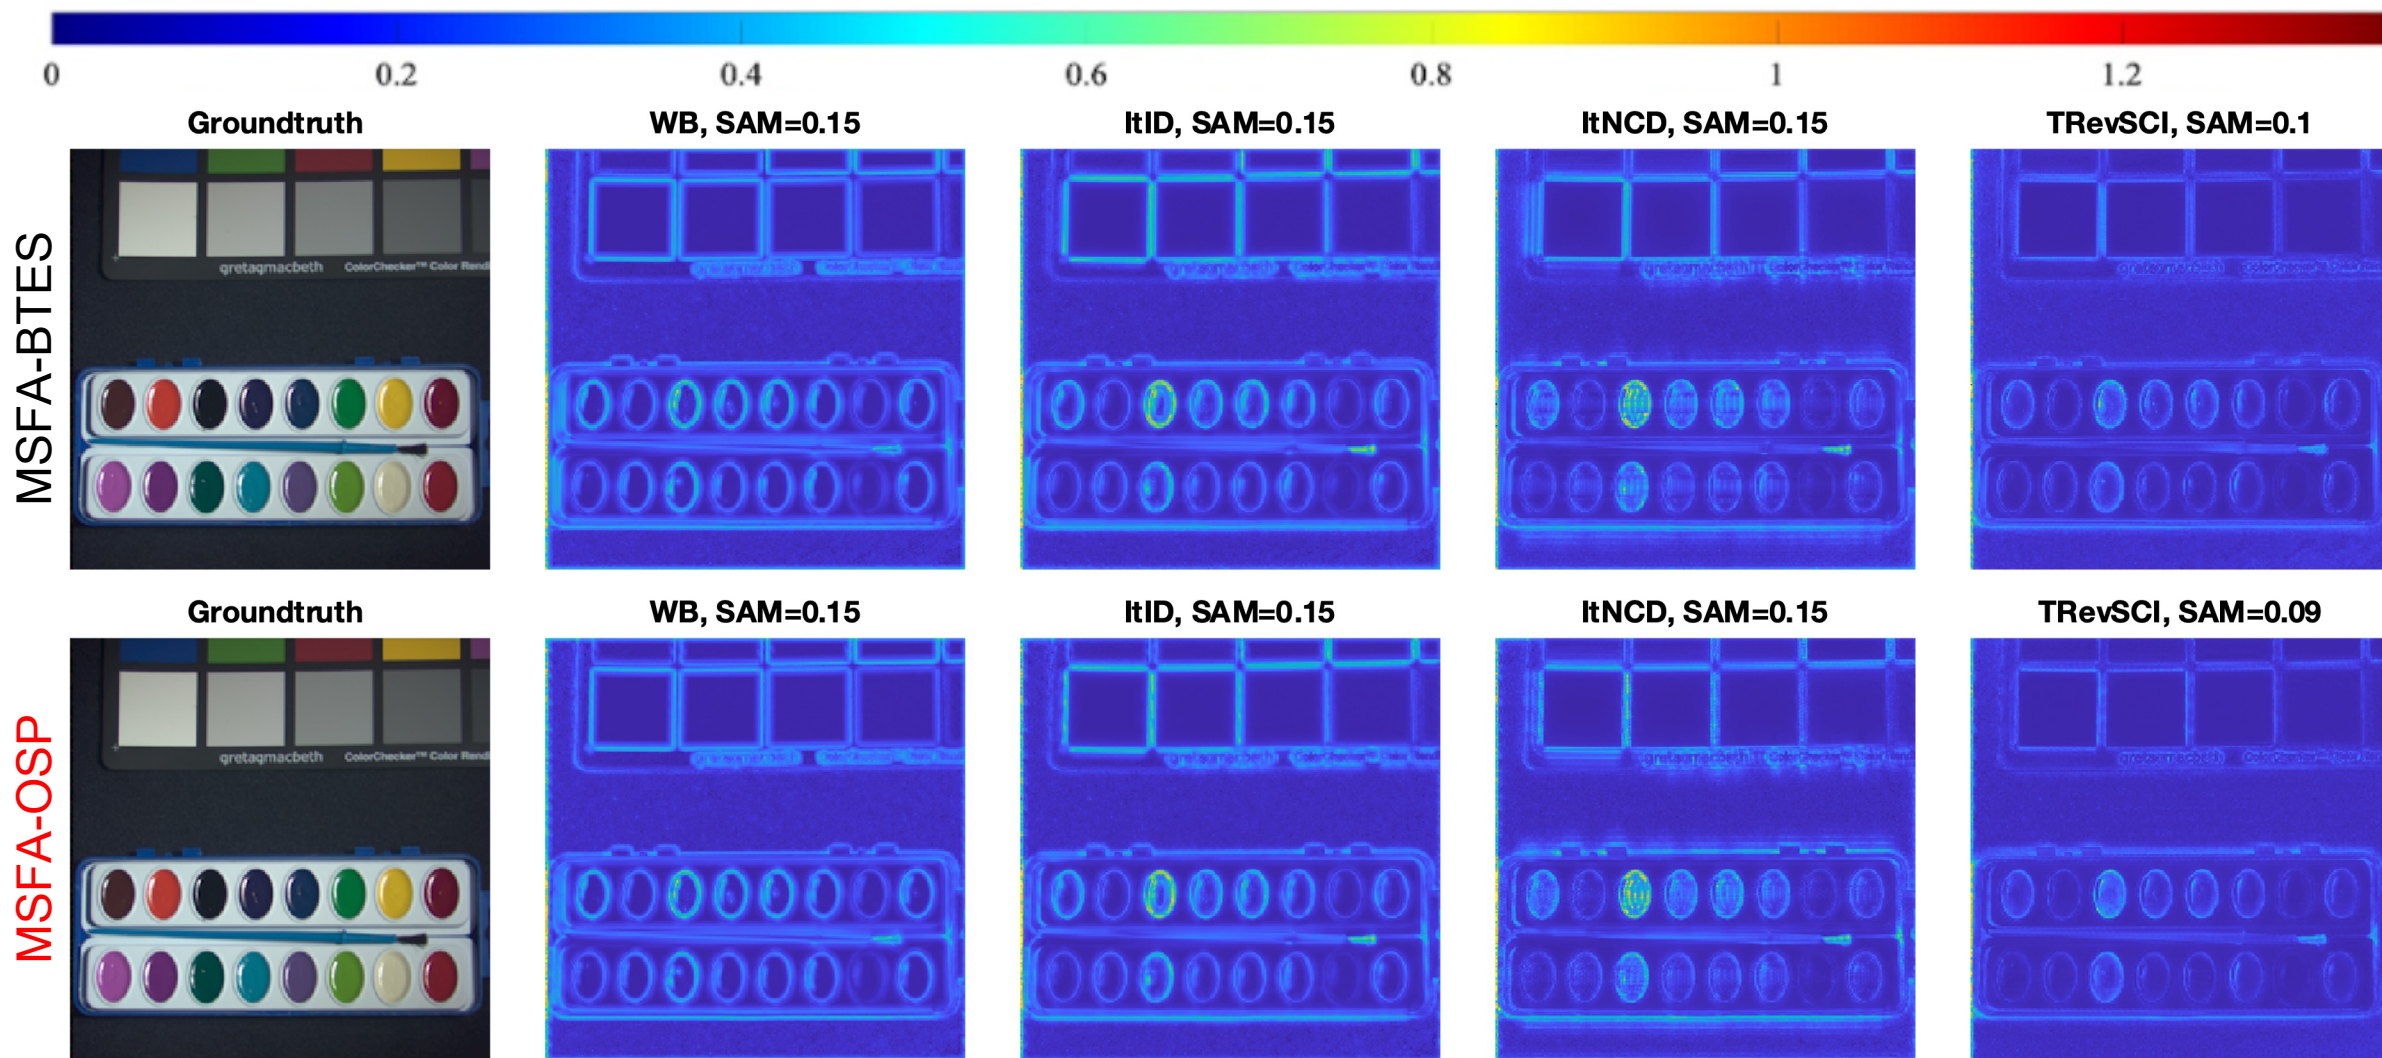 0 0.2 0.4 0.6 0.8 1 1.2
Groundtruth WB, SAM=0.15 ItID, SAM=0.15 ItNCD, SAM=0.15 TRevSCI, SAM=0.1
MSFA-BTES
gretagmacbeth ColorChecker™ Color Rendi
Groundtruth WB, SAM=0.15 ItID, SAM=0.15 ItNCD, SAM=0.15 TRevSCI, SAM=0.09
MSFA-OSP
gretagmacbeth ColorChecker™ Color Rendi